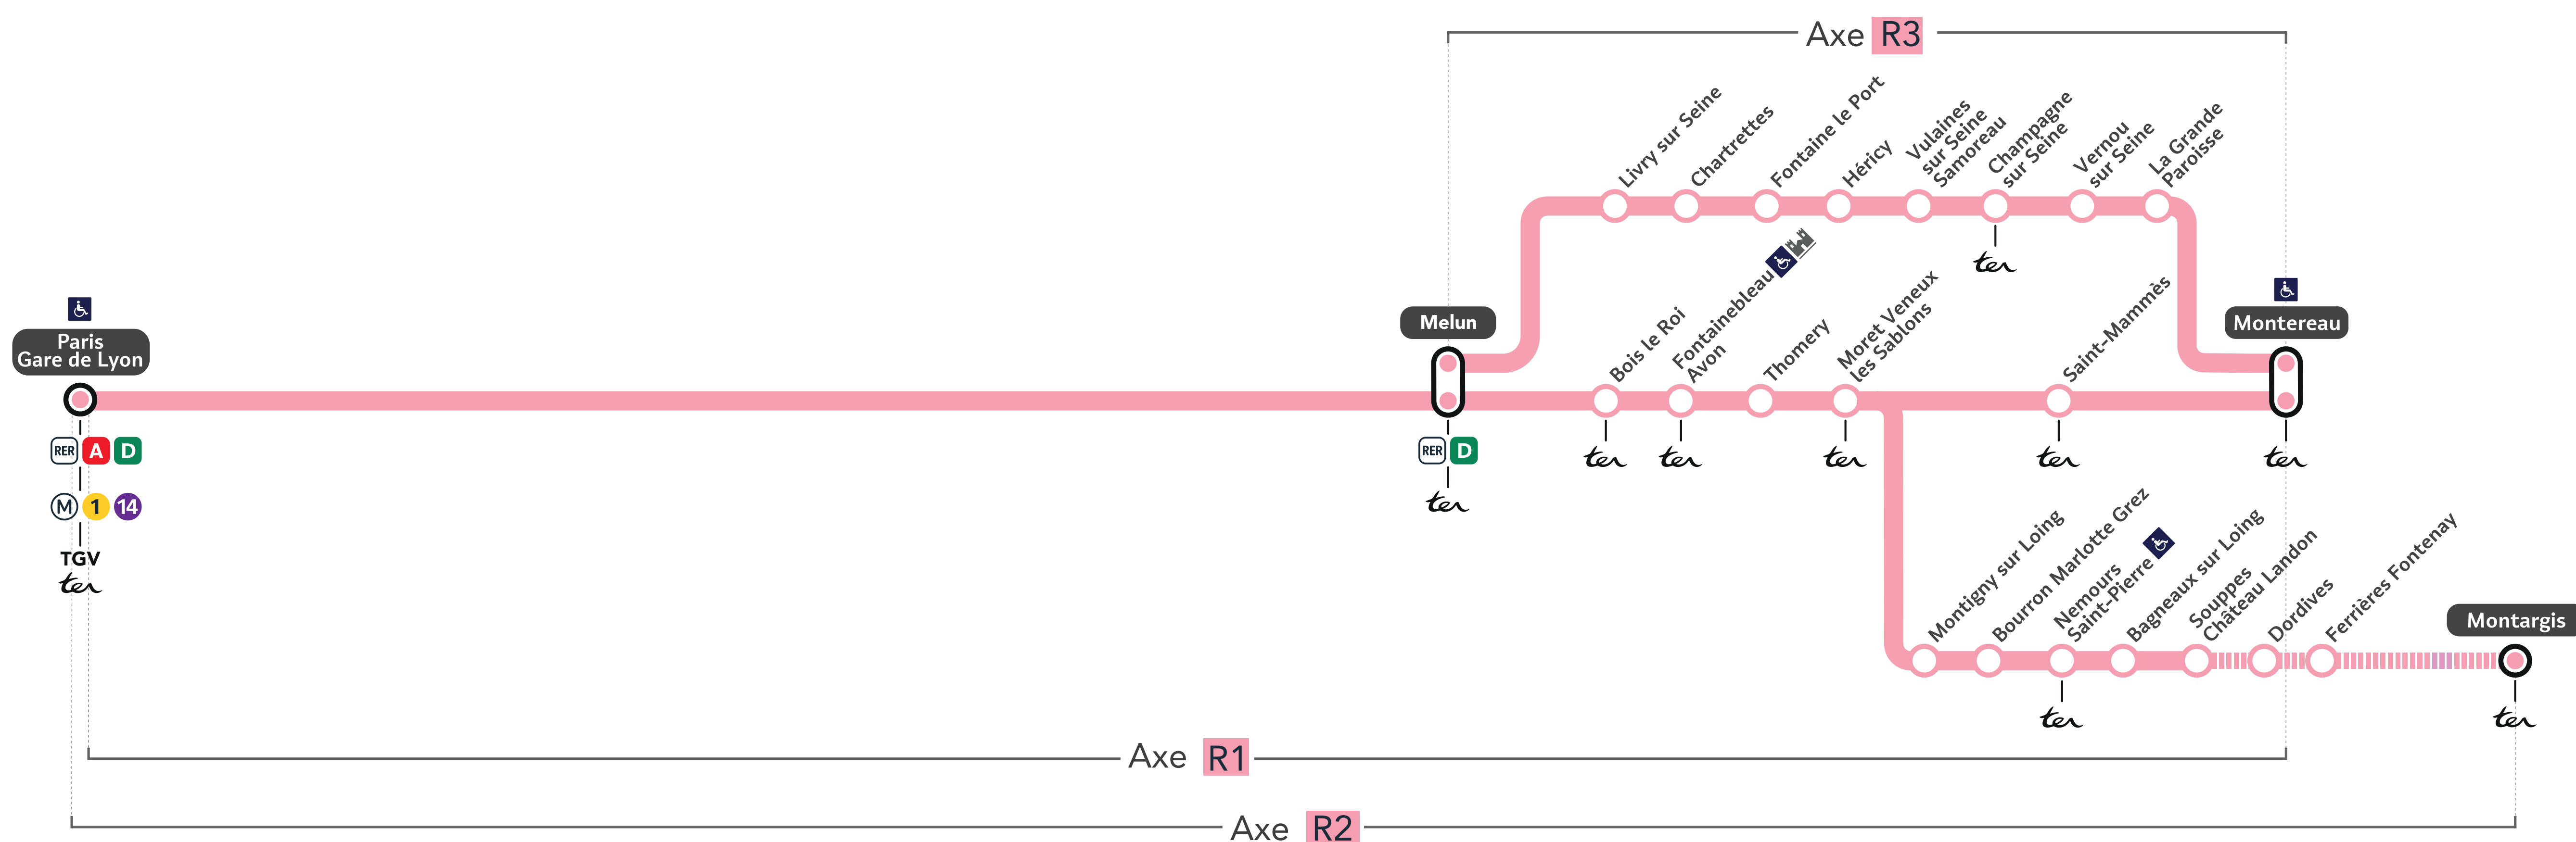 Axe R3
Livry sur Seine
Chartrettes
Fontaine le Port
Héricy
Vulaines
sur Seine
Samoreau
Champagne
sur Seine
Vernou
sur Seine
La Grande
Paroisse
ter
Paris
Gare de Lyon
Melun
Bois le Roi
Fontainebleau
Avon
Thomery
Moret Veneux
les Sablons
Saint-Mammès
Montereau
RER A D
M 1 14
TGV
ter
RER D
ter
ter
ter
ter
ter
ter
Montigny sur Loing
Bourron Marlotte Grez
Nemours
Saint-Pierre
Bagneaux sur Loing
Souppes
Château Landon
Dordives
Ferrières Fontenay
Montargis
ter
ter
Axe R1
Axe R2